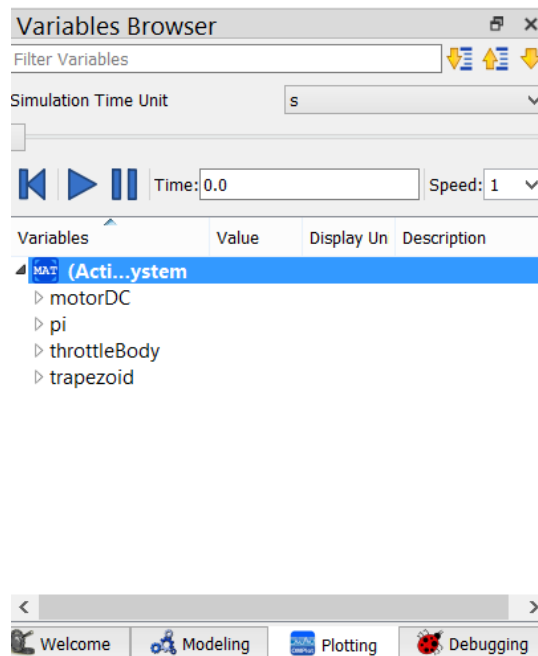 Variables Browser
Filter Variables
Simulation Time Unit s
Time: 0.0 Speed: 1
Variables Value Display Un Description
MAT (Acti...ystem
motorDC
pi
throttleBody
trapezoid
Welcome Modeling Plotting Debugging